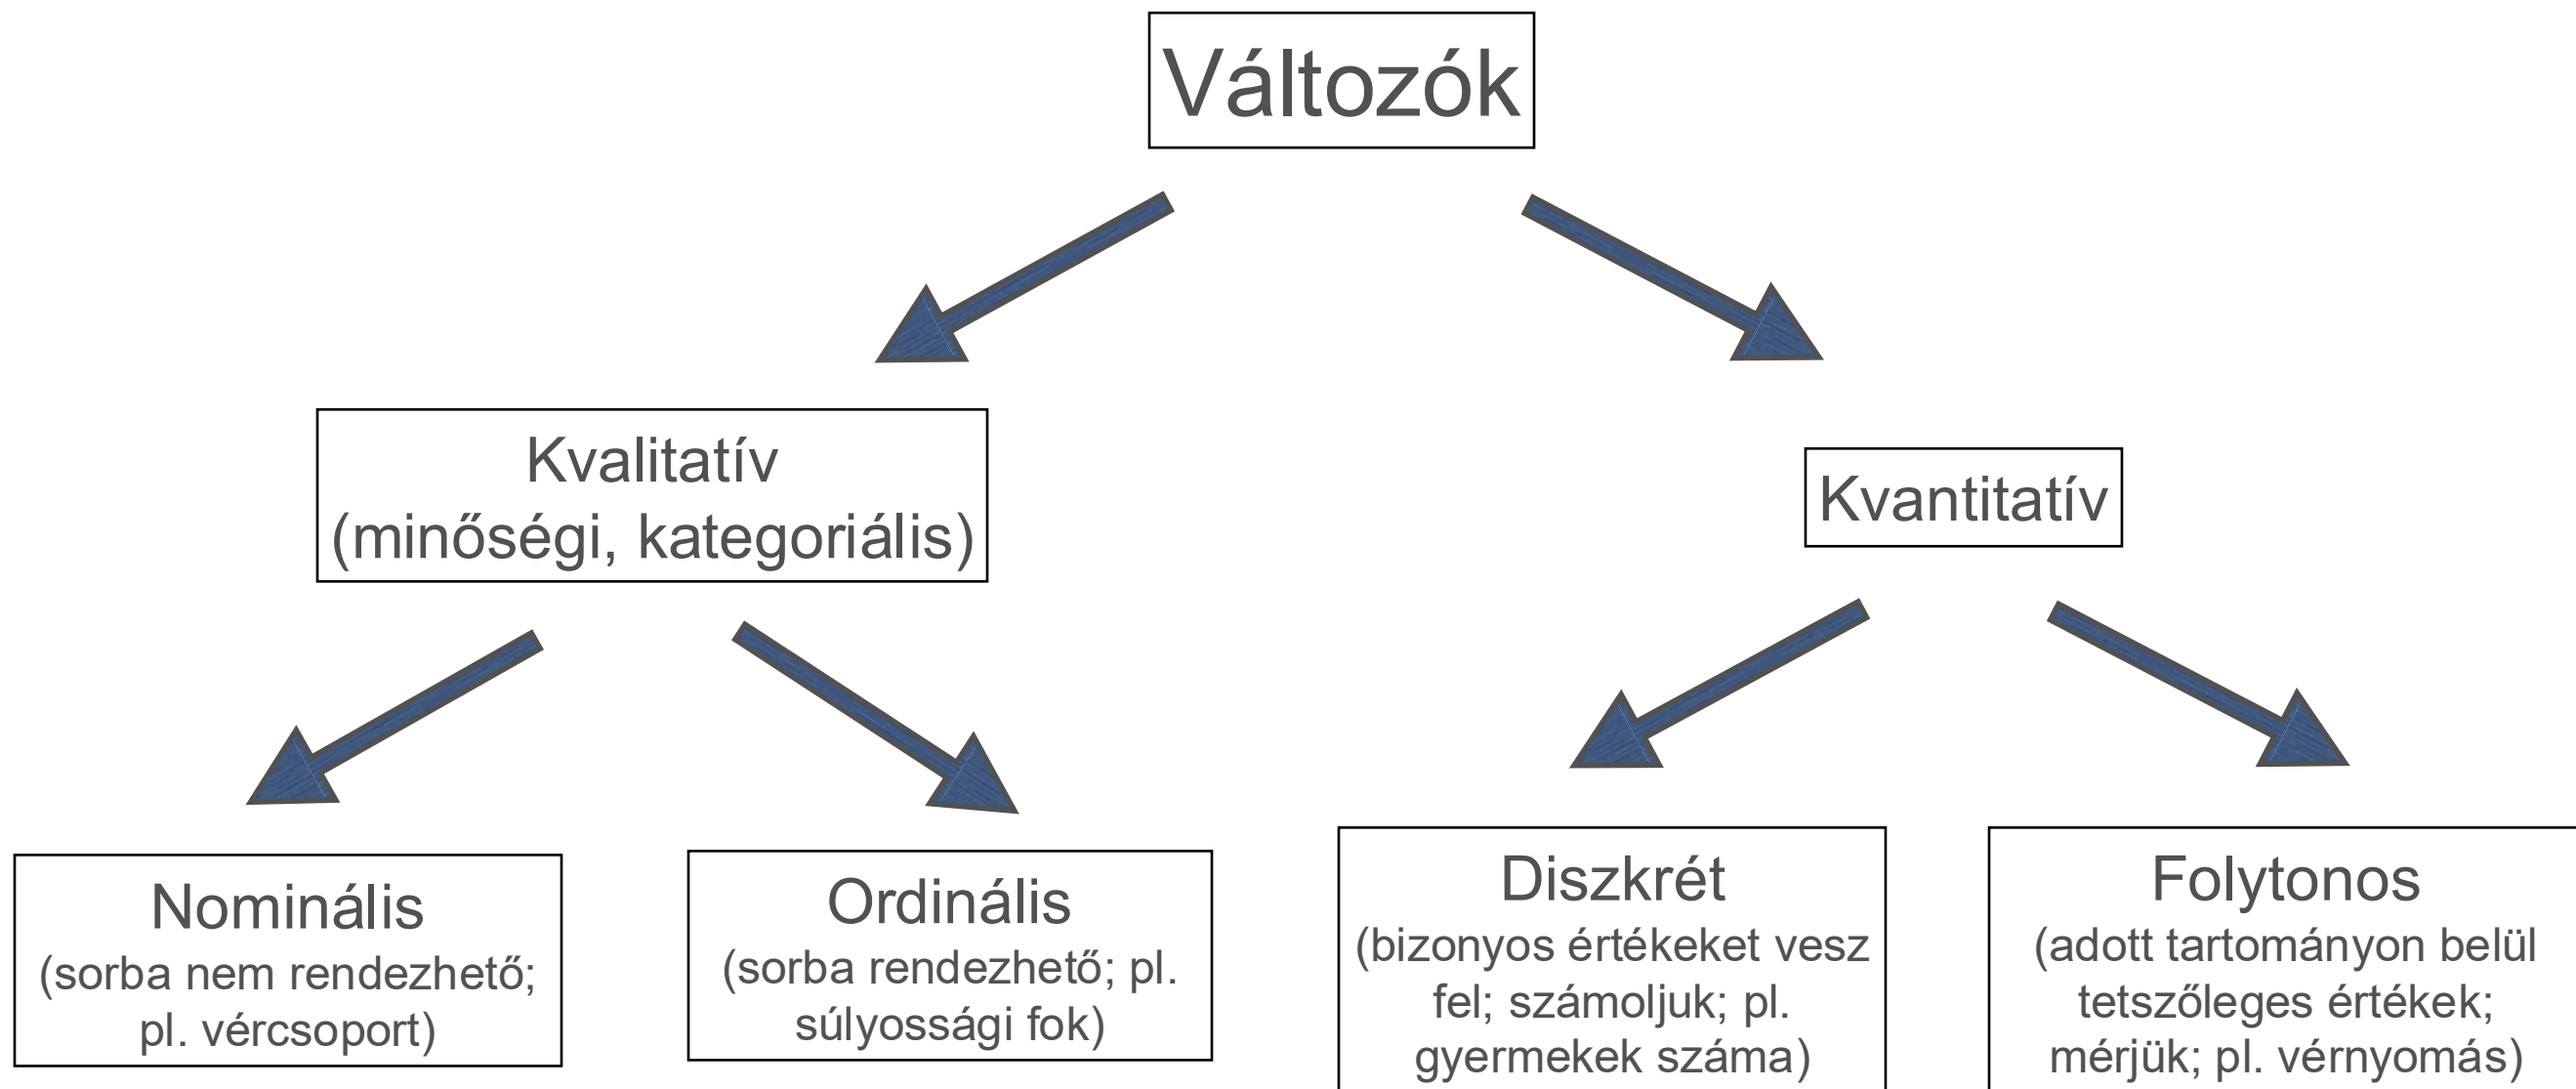 Változók
Kvalitatív
(minőségi, kategoriális)
Kvantitatív
Nominális
(sorba nem rendezhető;
pl. vércsoport)
Ordinális
(sorba rendezhető; pl.
súlyossági fok)
Diszkrét
(bizonyos értékeket vesz
fel; számoljuk; pl.
gyermekek száma)
Folytonos
(adott tartományon belül
tetszőleges értékek;
mérjük; pl. vérnyomás)